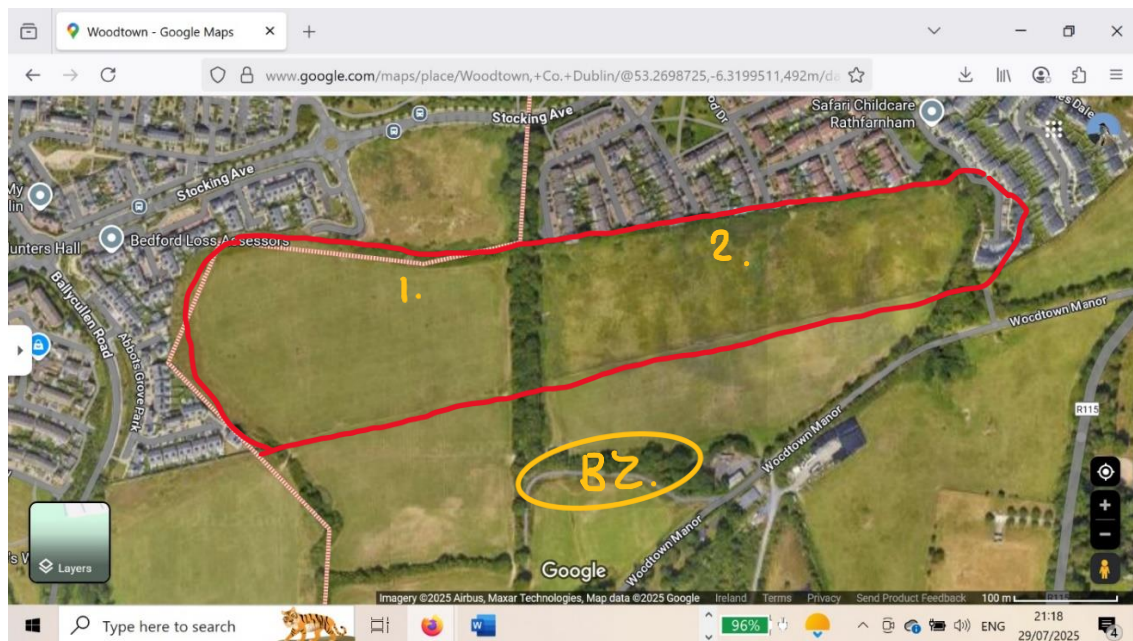 Woodtown - Google Maps
www.google.com/maps/place/Woodtown,+Co.+Dublin/@53.2698725,-6.3199511,492m/da
Safari Childcare
Rathfarnham
Stocking Ave
Stocking Ave
Bedford Loss Assessors
unters Hall
Ballycullen Road
Abbots Grove Park
1.
2.
Woodtown Manor
R115
BZ.
Woodtown Manor
Woodtown Manor
Layers
Google
Imagery ©2025 Airbus, Maxar Technologies, Map data ©2025 Google Ireland Terms Privacy Send Product Feedback 100 m
Type here to search
96%
ENG
21:18
29/07/2025
4